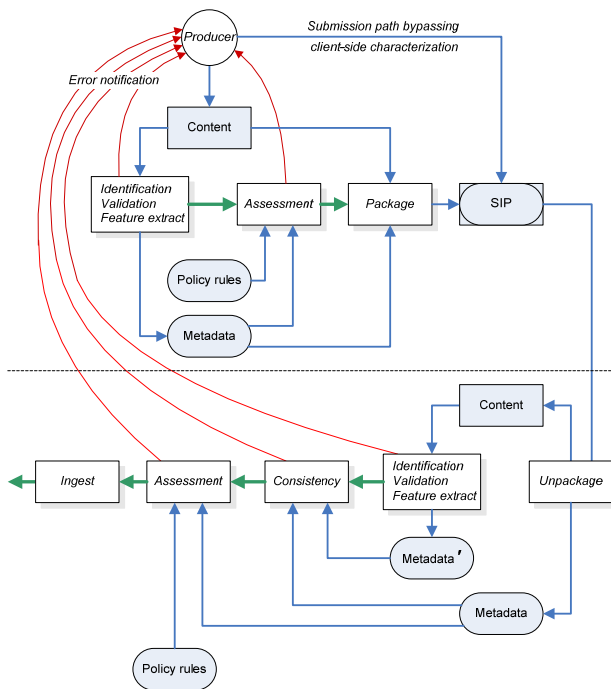 Producer
Submission path bypassing
client-side characterization
Error notification
Content
Identification
Validation
Feature extract
Assessment
Package
SIP
Policy rules
Metadata
Content
Ingest
Assessment
Consistency
Identification
Validation
Feature extract
Unpackage
Metadata ′
Metadata
Policy rules